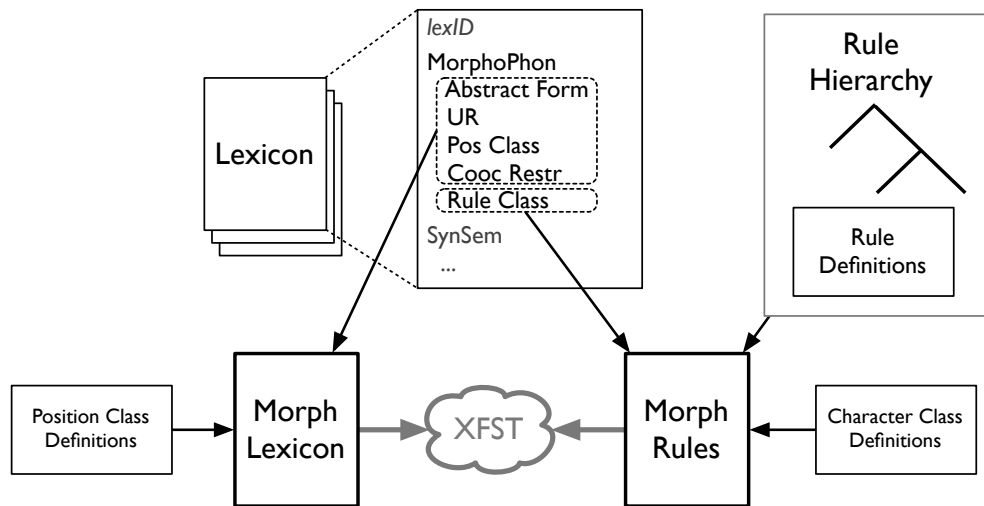 lexID
MorphoPhon
Abstract Form
UR
Pos Class
Cooc Restr
Rule Class
SynSem
...
Lexicon
Rule
Hierarchy
Rule
Definitions
Position Class
Definitions
Morph
Lexicon
XFST
Morph
Rules
Character Class
Definitions